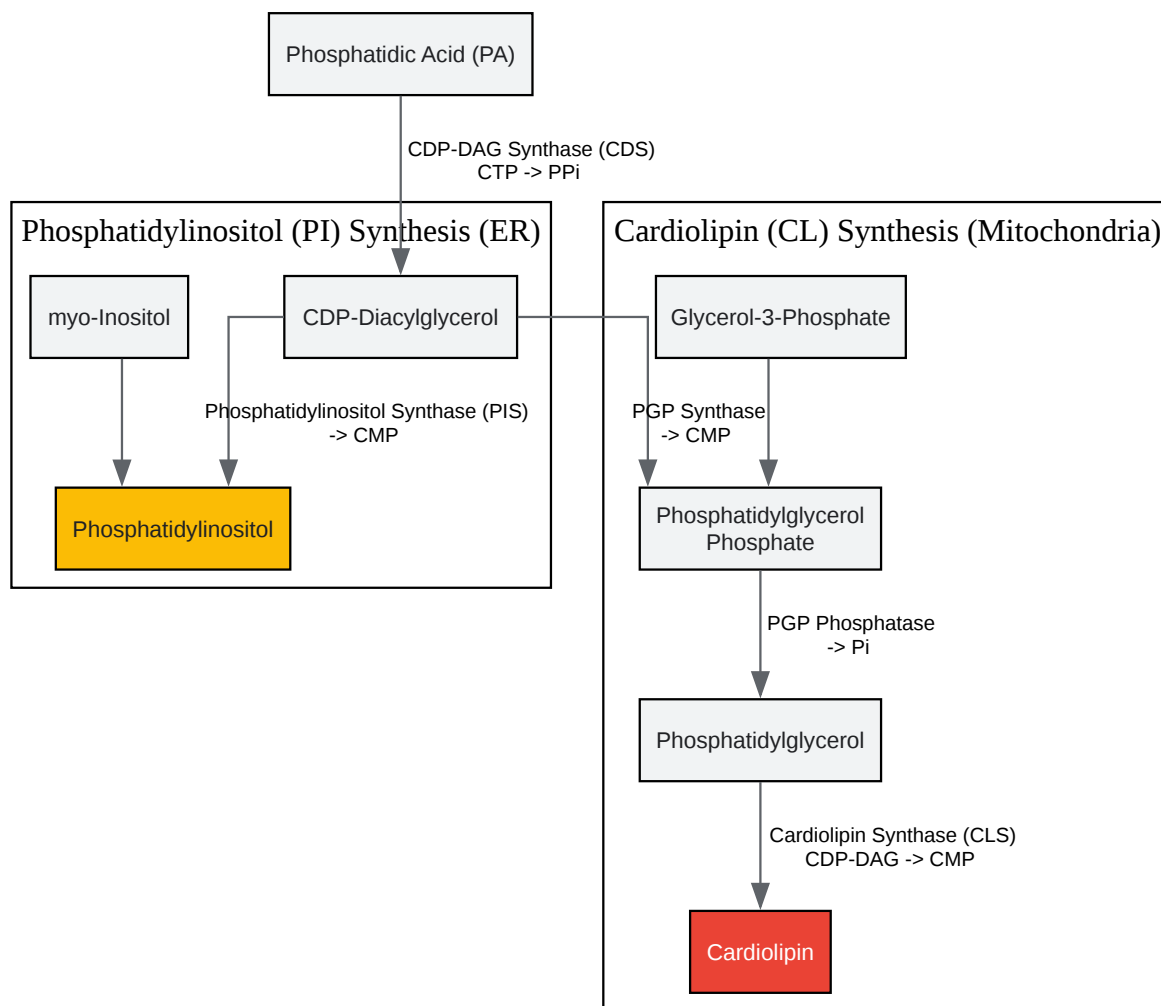 Phosphatidic Acid (PA)
CDP-DAG Synthase (CDS)
CTP -> PPi
Phosphatidylinositol (PI) Synthesis (ER)
myo-Inositol
CDP-Diacylglycerol
Phosphatidylinositol Synthase (PIS)
-> CMP
Phosphatidylinositol
Cardiolipin (CL) Synthesis (Mitochondria)
Glycerol-3-Phosphate
PGP Synthase
-> CMP
Phosphatidylglycerol
Phosphate
PGP Phosphatase
-> Pi
Phosphatidylglycerol
Cardiolipin Synthase (CLS)
CDP-DAG -> CMP
Cardiolipin